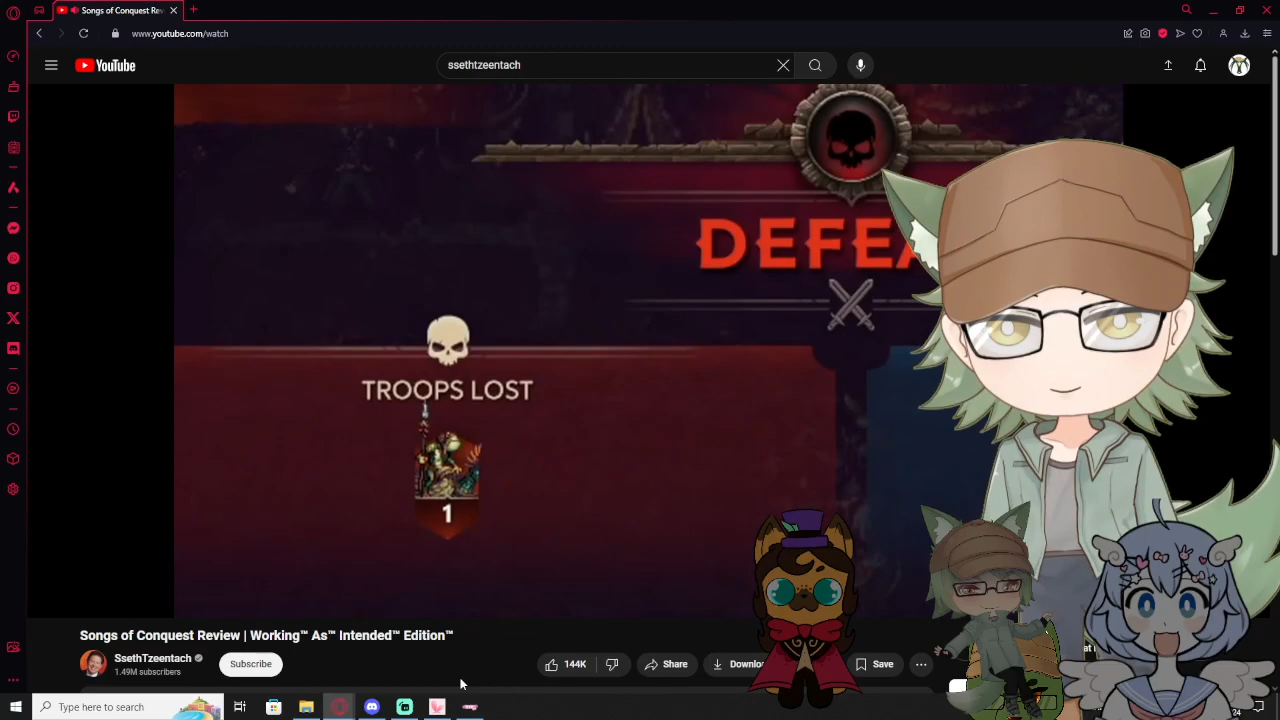 Songs of Conquest Rev
www.youtube.com/watch
YouTube
ssethtzeentach
DEFEA
TROOPS LOST
1
Songs of Conquest Review | Working™ As™ Intended™ Edition™
SsethTzeentach
1.49M subscribers
Subscribe
144K
Share
Downlo
Save
Type here to search
24